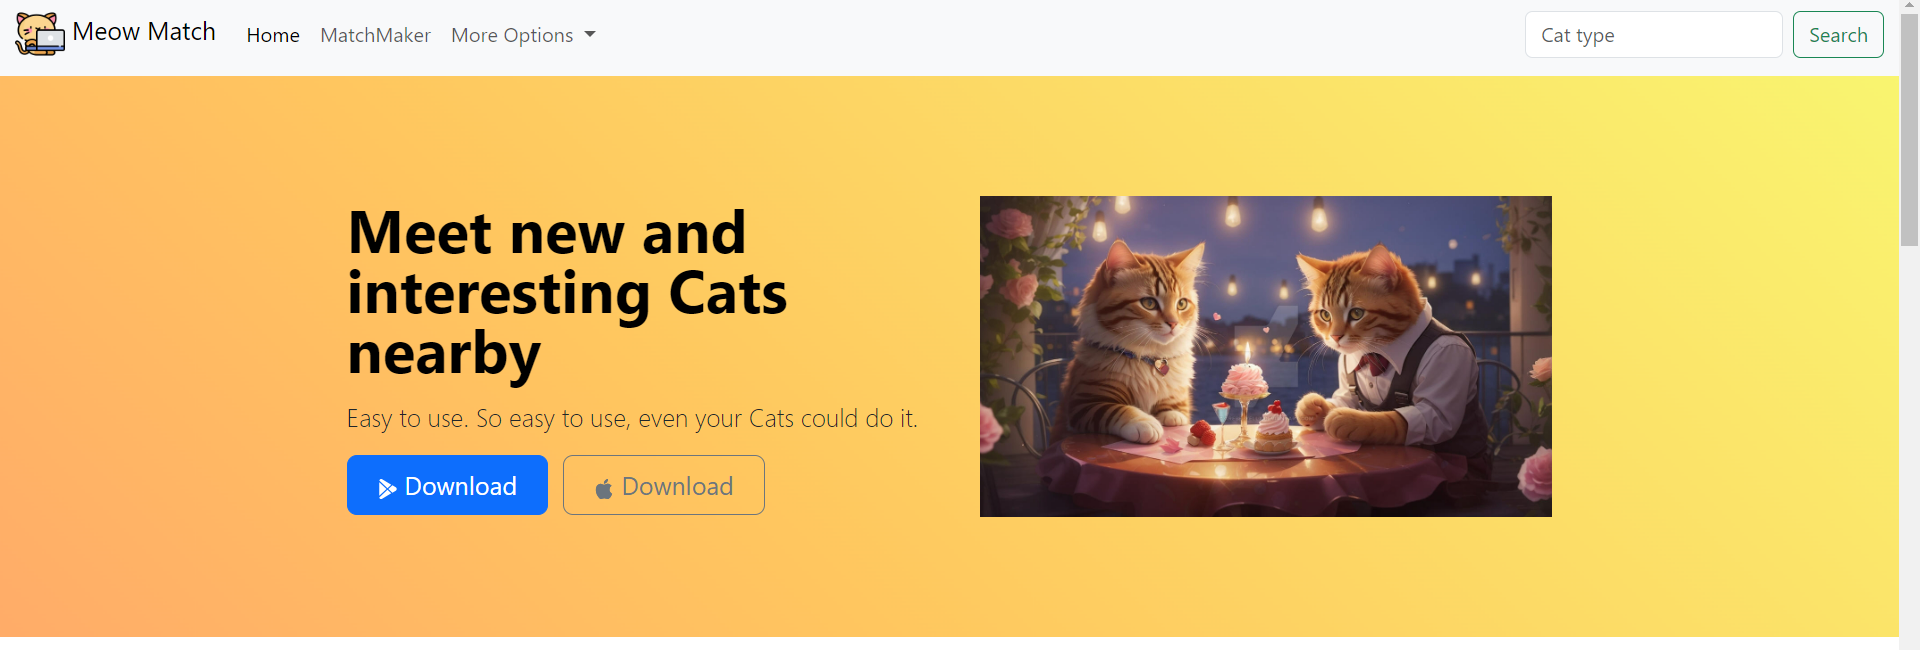 Meow Match Home MatchMaker More Options Cat type Search
Meet new and
interesting Cats
nearby
Easy to use. So easy to use, even your Cats could do it.
Download Download